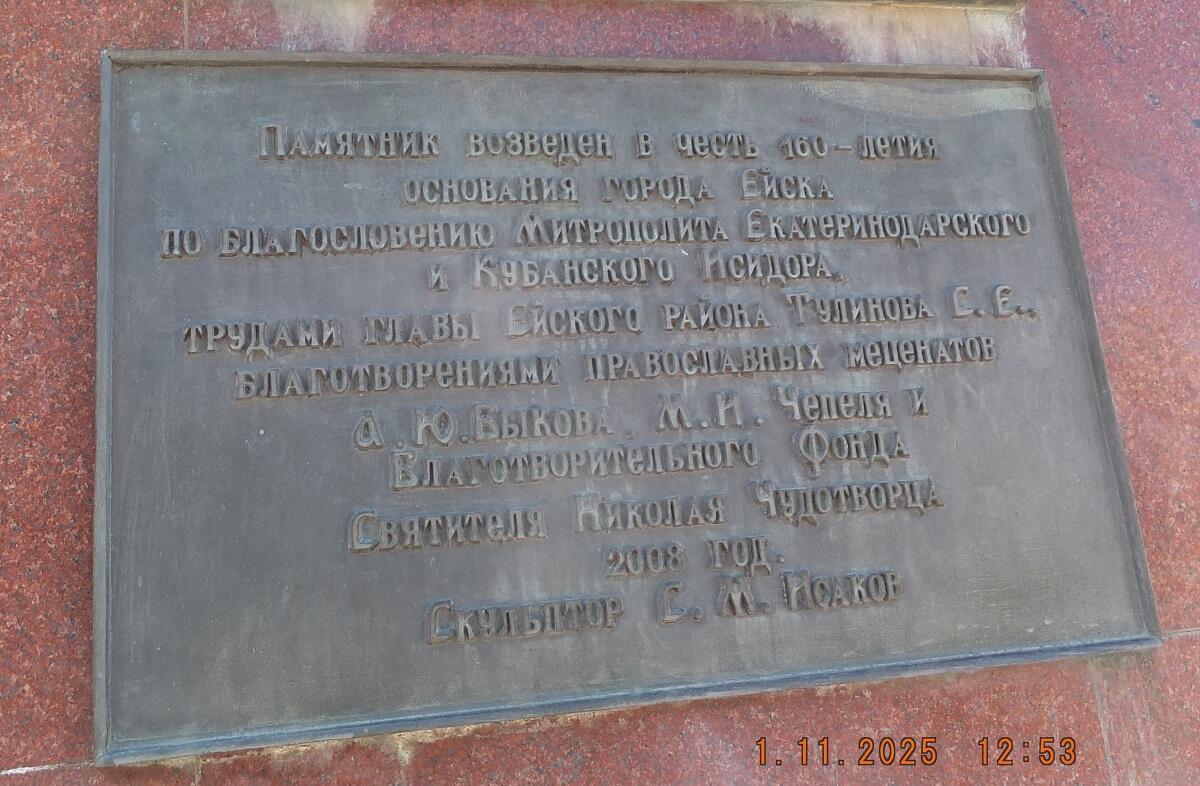 Памятник возведен в честь 160-летия
основания города Ейска
по благословению Митрополита Екатеринодарского
и Кубанского Исидора,
трудами главы Ейского района Тулинова С. Е.,
благотворениями православных меценатов
А.Ю.Быкова, М.И. Чепеля и
Благотворительного Фонда
Святителя Николая Чудотворца
2008 год.
Скульптор С. М. Исаков
1.11.2025 12:53